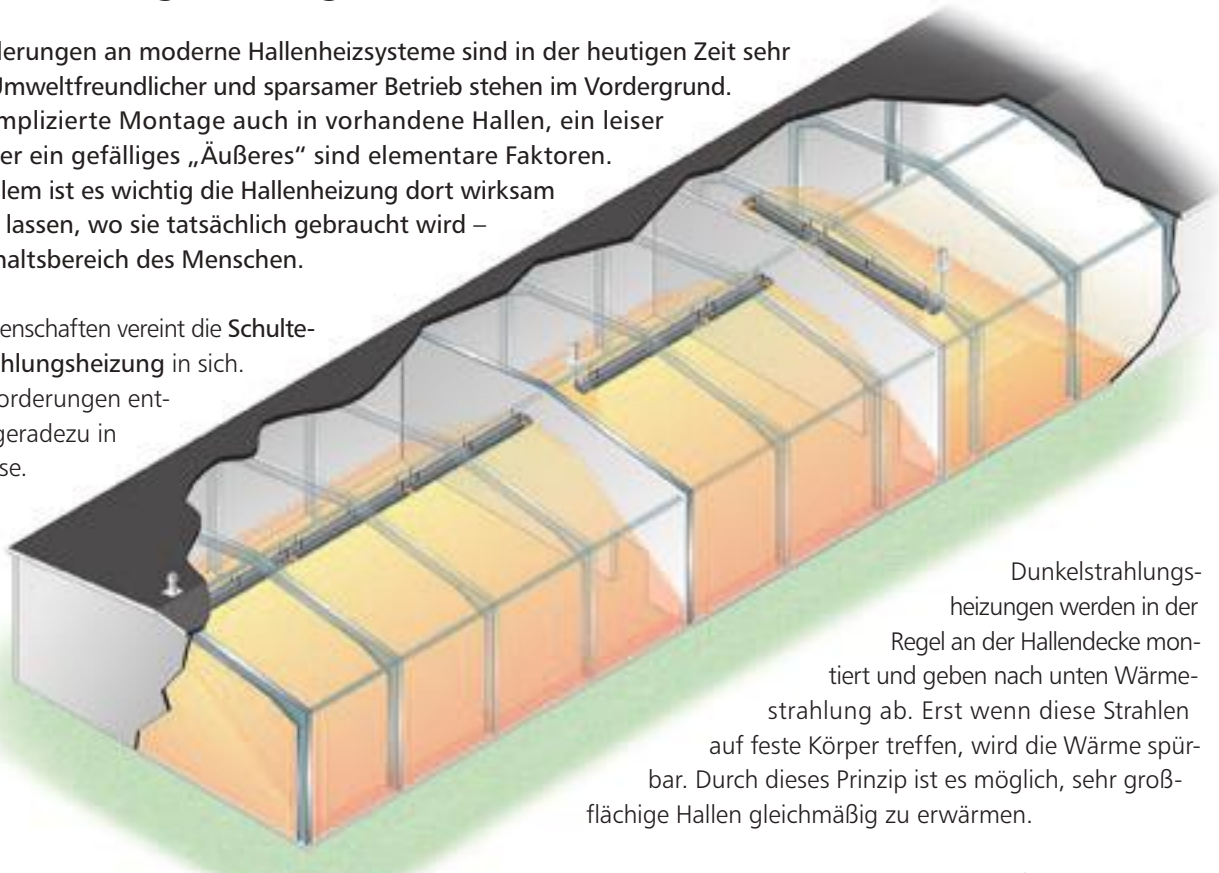 derungen an moderne Hallenheizsysteme sind in der heutigen Zeit sehr
Umweltfreundlicher und sparsamer Betrieb stehen im Vordergrund.
mplizierte Montage auch in vorhandene Hallen, ein leiser
er ein gefälliges „Äußeres“ sind elementare Faktoren.
lem ist es wichtig die Hallenheizung dort wirksam
lassen, wo sie tatsächlich gebraucht wird –
haltsbereich des Menschen.
enschaften vereint die Schulte-
hlungsheizung in sich.
orderungen ent-
geradezu in
se.
Dunkelstrahlungs-
heizungen werden in der
Regel an der Hallendecke mon-
tiert und geben nach unten Wärme-
strahlung ab. Erst wenn diese Strahlen
auf feste Körper treffen, wird die Wärme spür-
bar. Durch dieses Prinzip ist es möglich, sehr groß-
flächige Hallen gleichmäßig zu erwärmen.